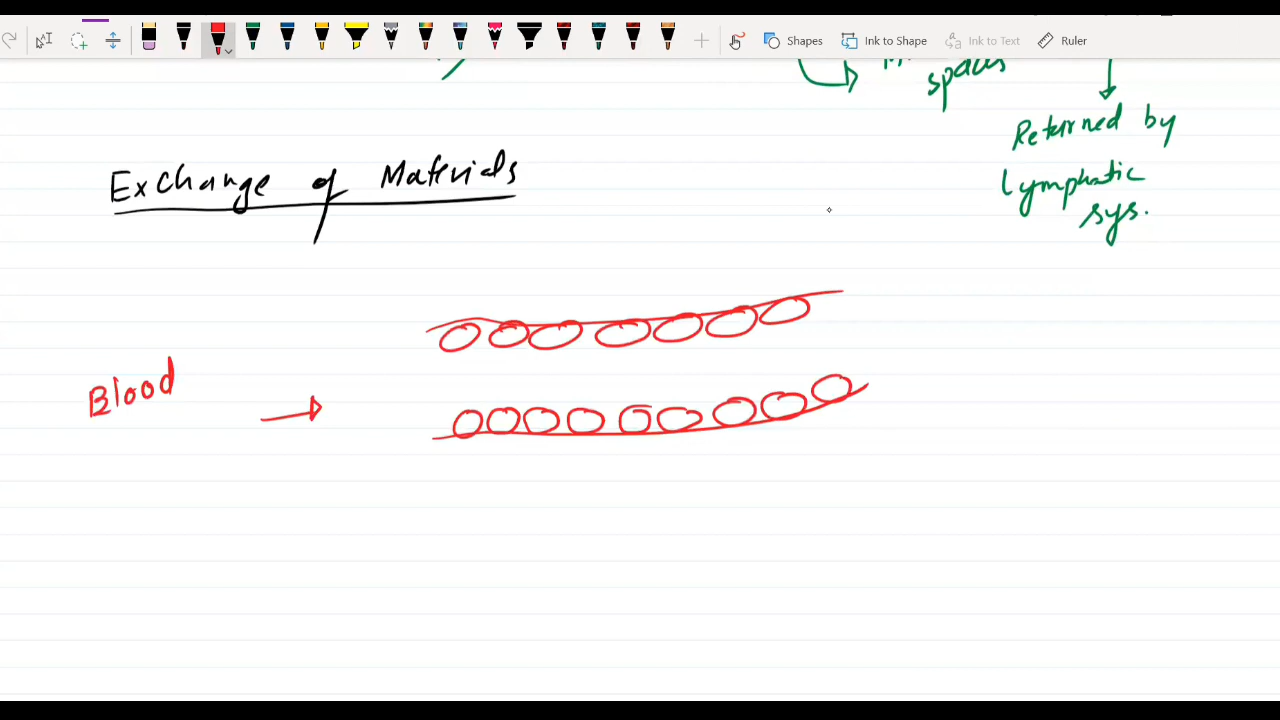 Shapes Ink to Shape Ink to Text Ruler
spaces
Returned by
Lymphatic
sys.
Exchange of Materials
Blood